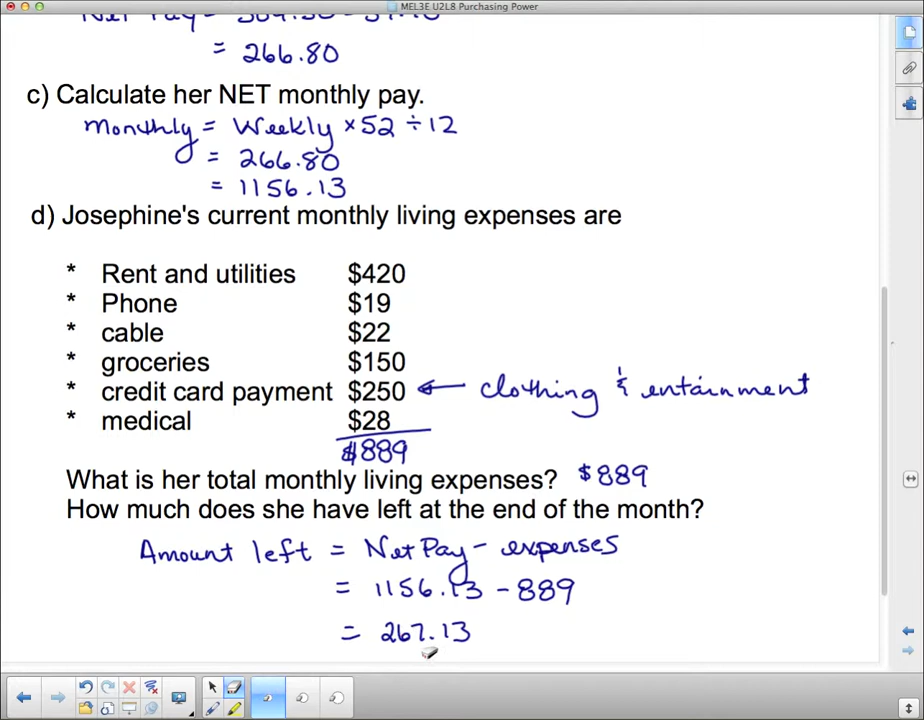 MEL3E U2L8 Purchasing Power
= 266.80
c) Calculate her NET monthly pay.
Monthly = Weekly × 52 ÷ 12
= 266.80
= 1156.13
d) Josephine's current monthly living expenses are
* Rent and utilities $420
* Phone $19
* cable $22
* groceries $150
* credit card payment $250 ← clothing & entainment
* medical $28
$889
What is her total monthly living expenses? $889
How much does she have left at the end of the month?
Amount left = Net Pay - expenses
= 1156.13 - 889
= 267.13